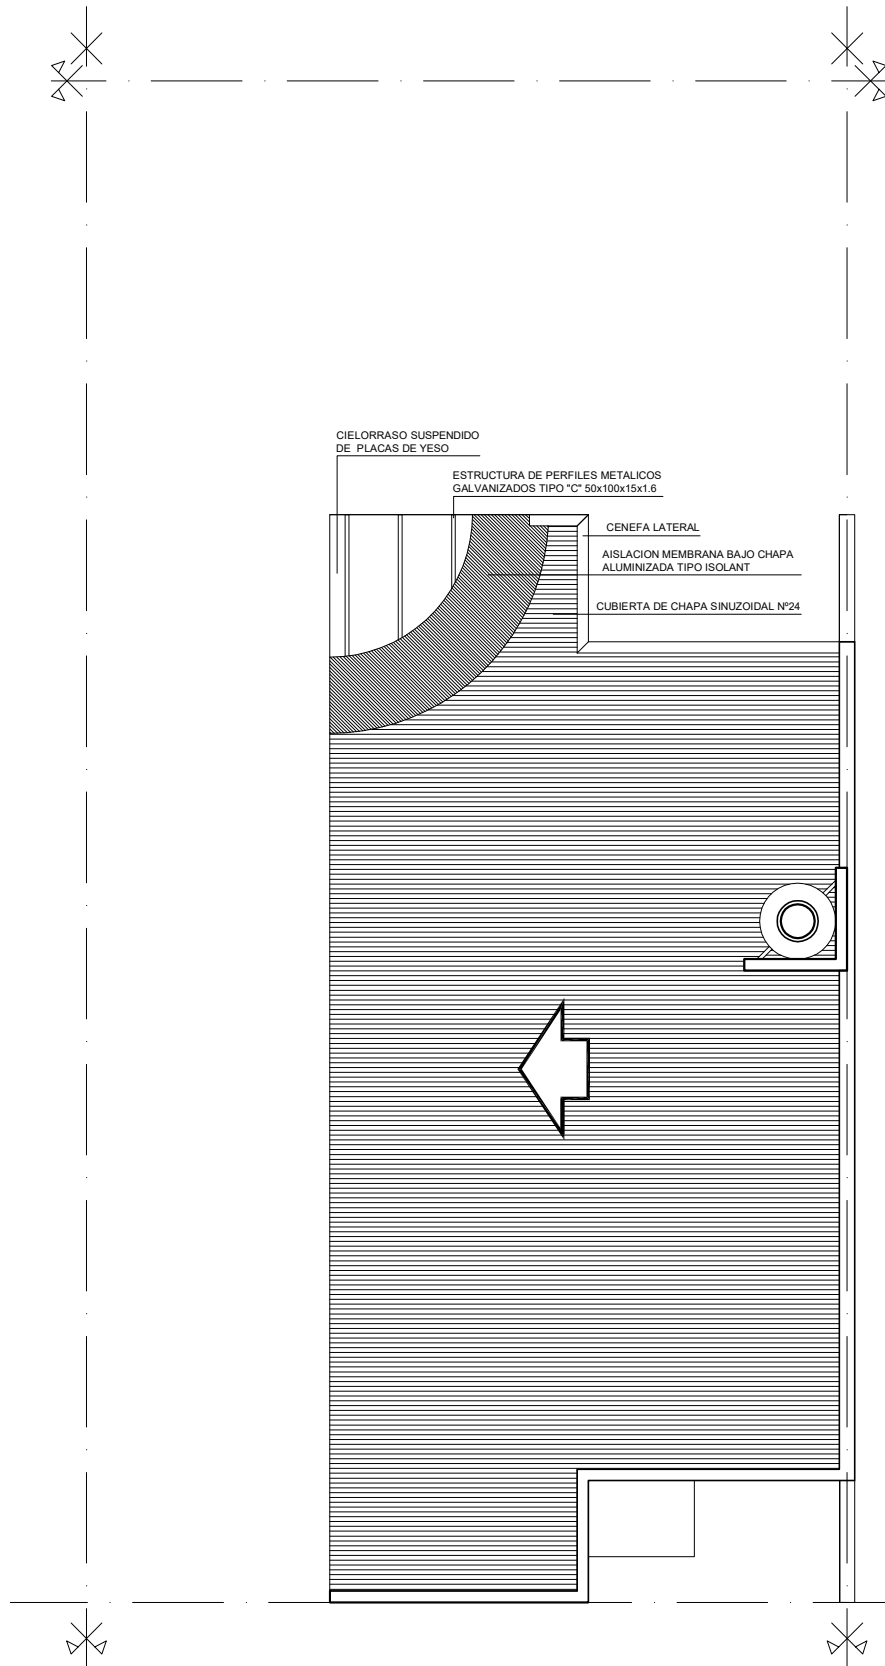 CIELORRASO SUSPENDIDO
DE PLACAS DE YESO
ESTRUCTURA DE PERFILES METALICOS
GALVANIZADOS TIPO "C" 50x100x15x1.6
CENEFA LATERAL
AISLACION MEMBRANA BAJO CHAPA
ALUMINIZADA TIPO ISOLANT
CUBIERTA DE CHAPA SINUZOIDAL Nº24